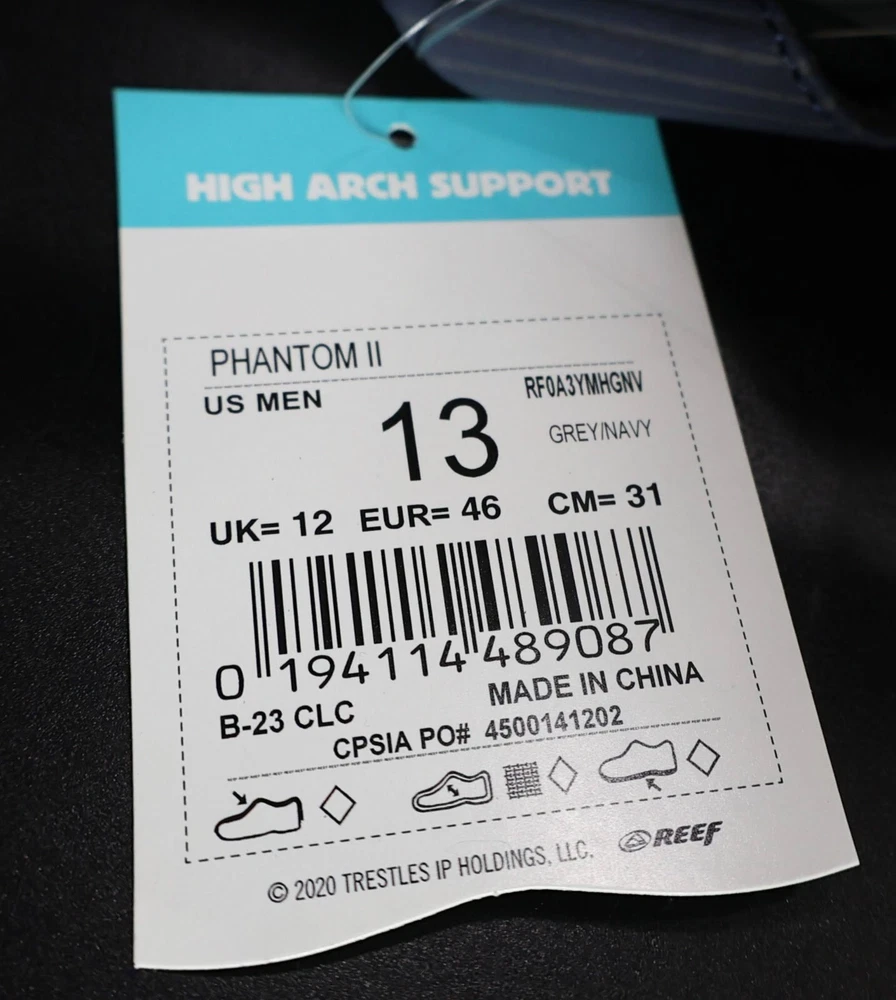 HIGH ARCH SUPPORT
PHANTOM II
US MEN
13
RF0A3YMHGNV
GREY/NAVY
UK= 12 EUR= 46 CM= 31
0 194114 489087
B-23 CLC
MADE IN CHINA
CPSIA PO# 4500141202
© 2020 TRESTLES IP HOLDINGS, LLC.
REEF